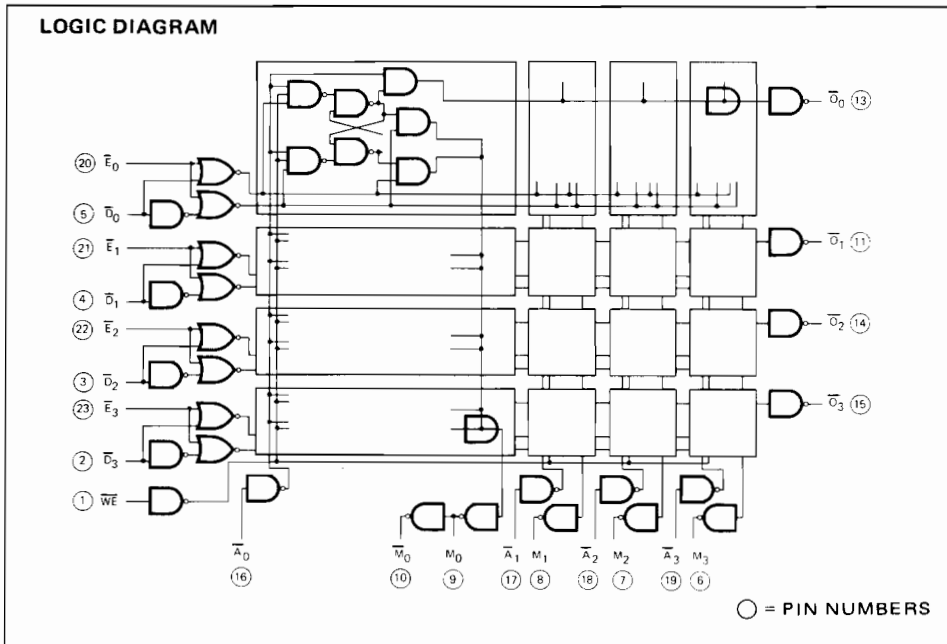 LOGIC DIAGRAM
Ō₀ ⑬
⑳ Ē₀
⑤ D̄₀
㉑ Ē₁
Ō₁ ⑪
④ D̄₁
㉒ Ē₂
Ō₂ ⑭
③ D̄₂
㉓ Ē₃
Ō₃ ⑮
② D̄₃
① W̅E̅
Ā₀ M̄₀ M₀ Ā₁ M₁ Ā₂ M₂ Ā₃ M₃
⑯ ⑩ ⑨ ⑰ ⑧ ⑱ ⑦ ⑲ ⑥
○ = PIN NUMBERS